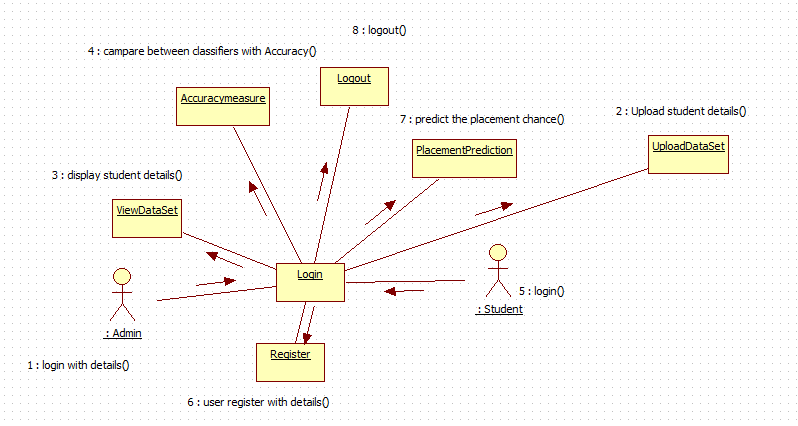 8 : logout()
4 : campare between classifiers with Accuracy()
Logout
Accuracymeasure
2 : Upload student details()
7 : predict the placement chance()
PlacementPrediction
UploadDataSet
3 : display student details()
ViewDataSet
Login
5 : login()
: Student
: Admin
Register
1 : login with details()
6 : user register with details()